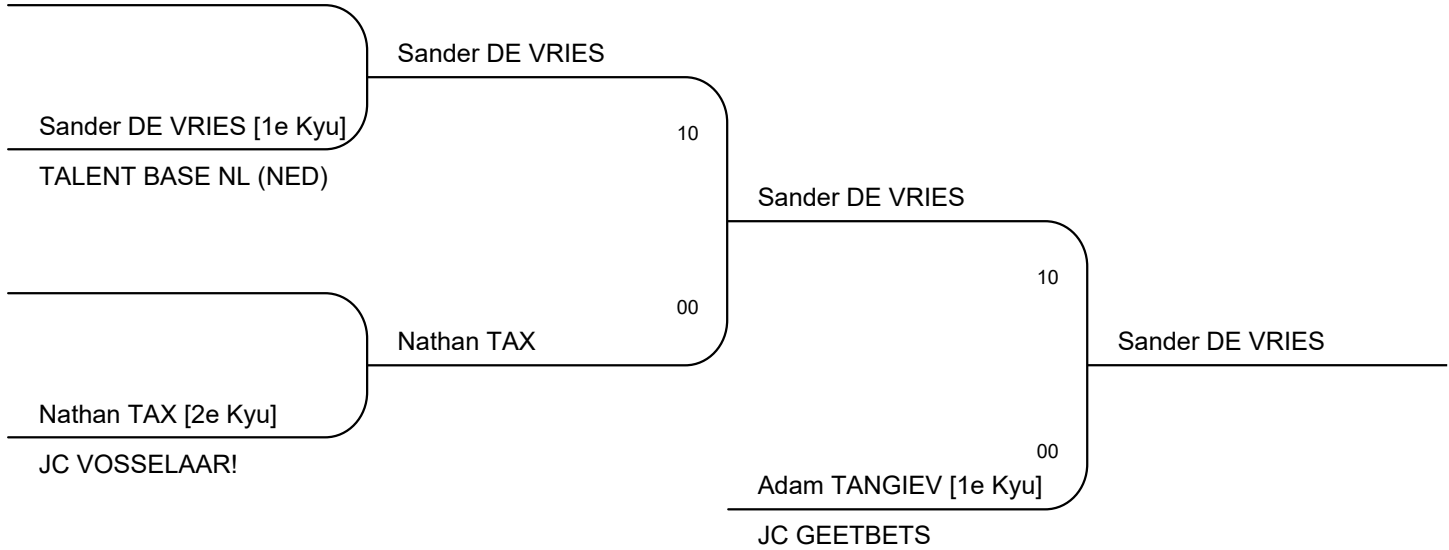 Sander DE VRIES
Sander DE VRIES [1e Kyu]
10
TALENT BASE NL (NED)
Sander DE VRIES
10
00
Nathan TAX
Sander DE VRIES
Nathan TAX [2e Kyu]
00
JC VOSSELAAR!
Adam TANGIEV [1e Kyu]
JC GEETBETS